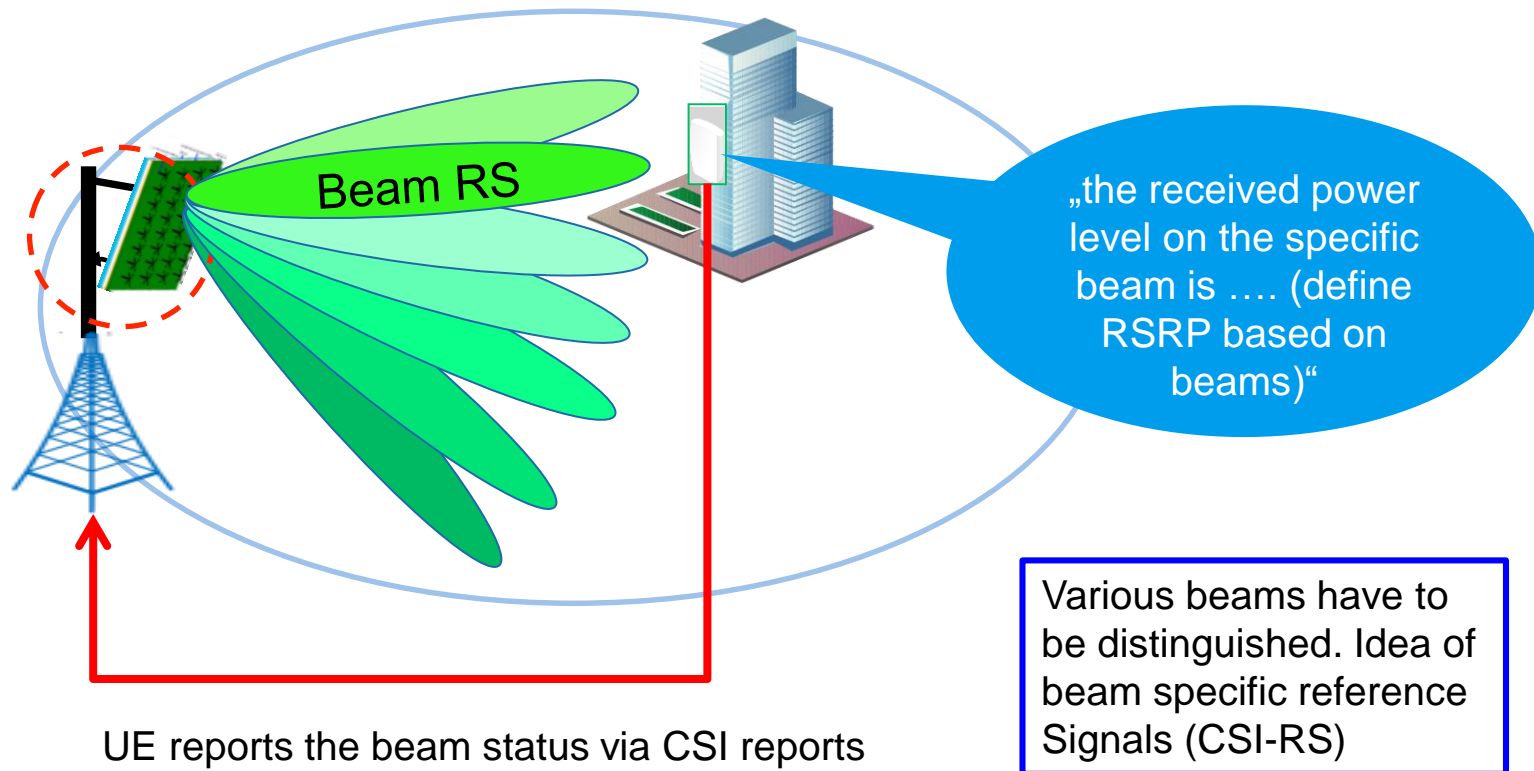 Beam RS
„the received power
level on the specific
beam is …. (define
RSRP based on
beams)“
Various beams have to
be distinguished. Idea of
beam specific reference
Signals (CSI-RS)
UE reports the beam status via CSI reports